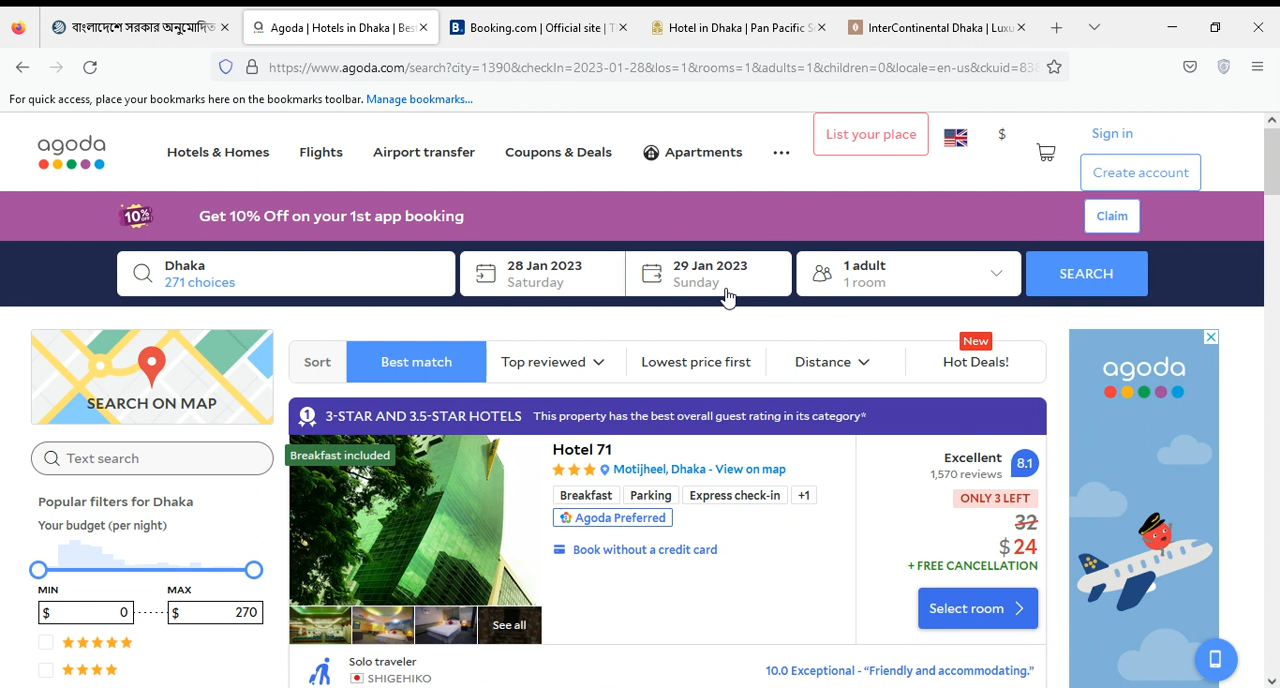 বাংলাদেশে সরকার অনুমোদিত
Agoda | Hotels in Dhaka | Bes
Booking.com | Official site | T
Hotel in Dhaka | Pan Pacific S
InterContinental Dhaka | Luxu
https://www.agoda.com/search?city=1390&checkIn=2023-01-28&los=1&rooms=1&adults=1&children=0&locale=en-us&ckuid=838
For quick access, place your bookmarks here on the bookmarks toolbar. Manage bookmarks...
agoda
Hotels & Homes
Flights
Airport transfer
Coupons & Deals
Apartments
List your place
$
Sign in
Create account
10% OFF!
Get 10% Off on your 1st app booking
Claim
Dhaka
271 choices
28 Jan 2023
Saturday
29 Jan 2023
Sunday
1 adult
1 room
SEARCH
SEARCH ON MAP
Text search
Popular filters for Dhaka
Your budget (per night)
MIN
MAX
$ 0
$ 270
Sort
Best match
Top reviewed
Lowest price first
Distance
New
Hot Deals!
1 3-STAR AND 3.5-STAR HOTELS This property has the best overall guest rating in its category*
Breakfast included
See all
Hotel 71
Motijheel, Dhaka - View on map
Breakfast
Parking
Express check-in
+1
Agoda Preferred
Book without a credit card
Excellent
1,570 reviews
8.1
ONLY 3 LEFT
32
$ 24
+ FREE CANCELLATION
Select room
Solo traveler
SHIGEHIKO
10.0 Exceptional - “Friendly and accommodating.”
agoda